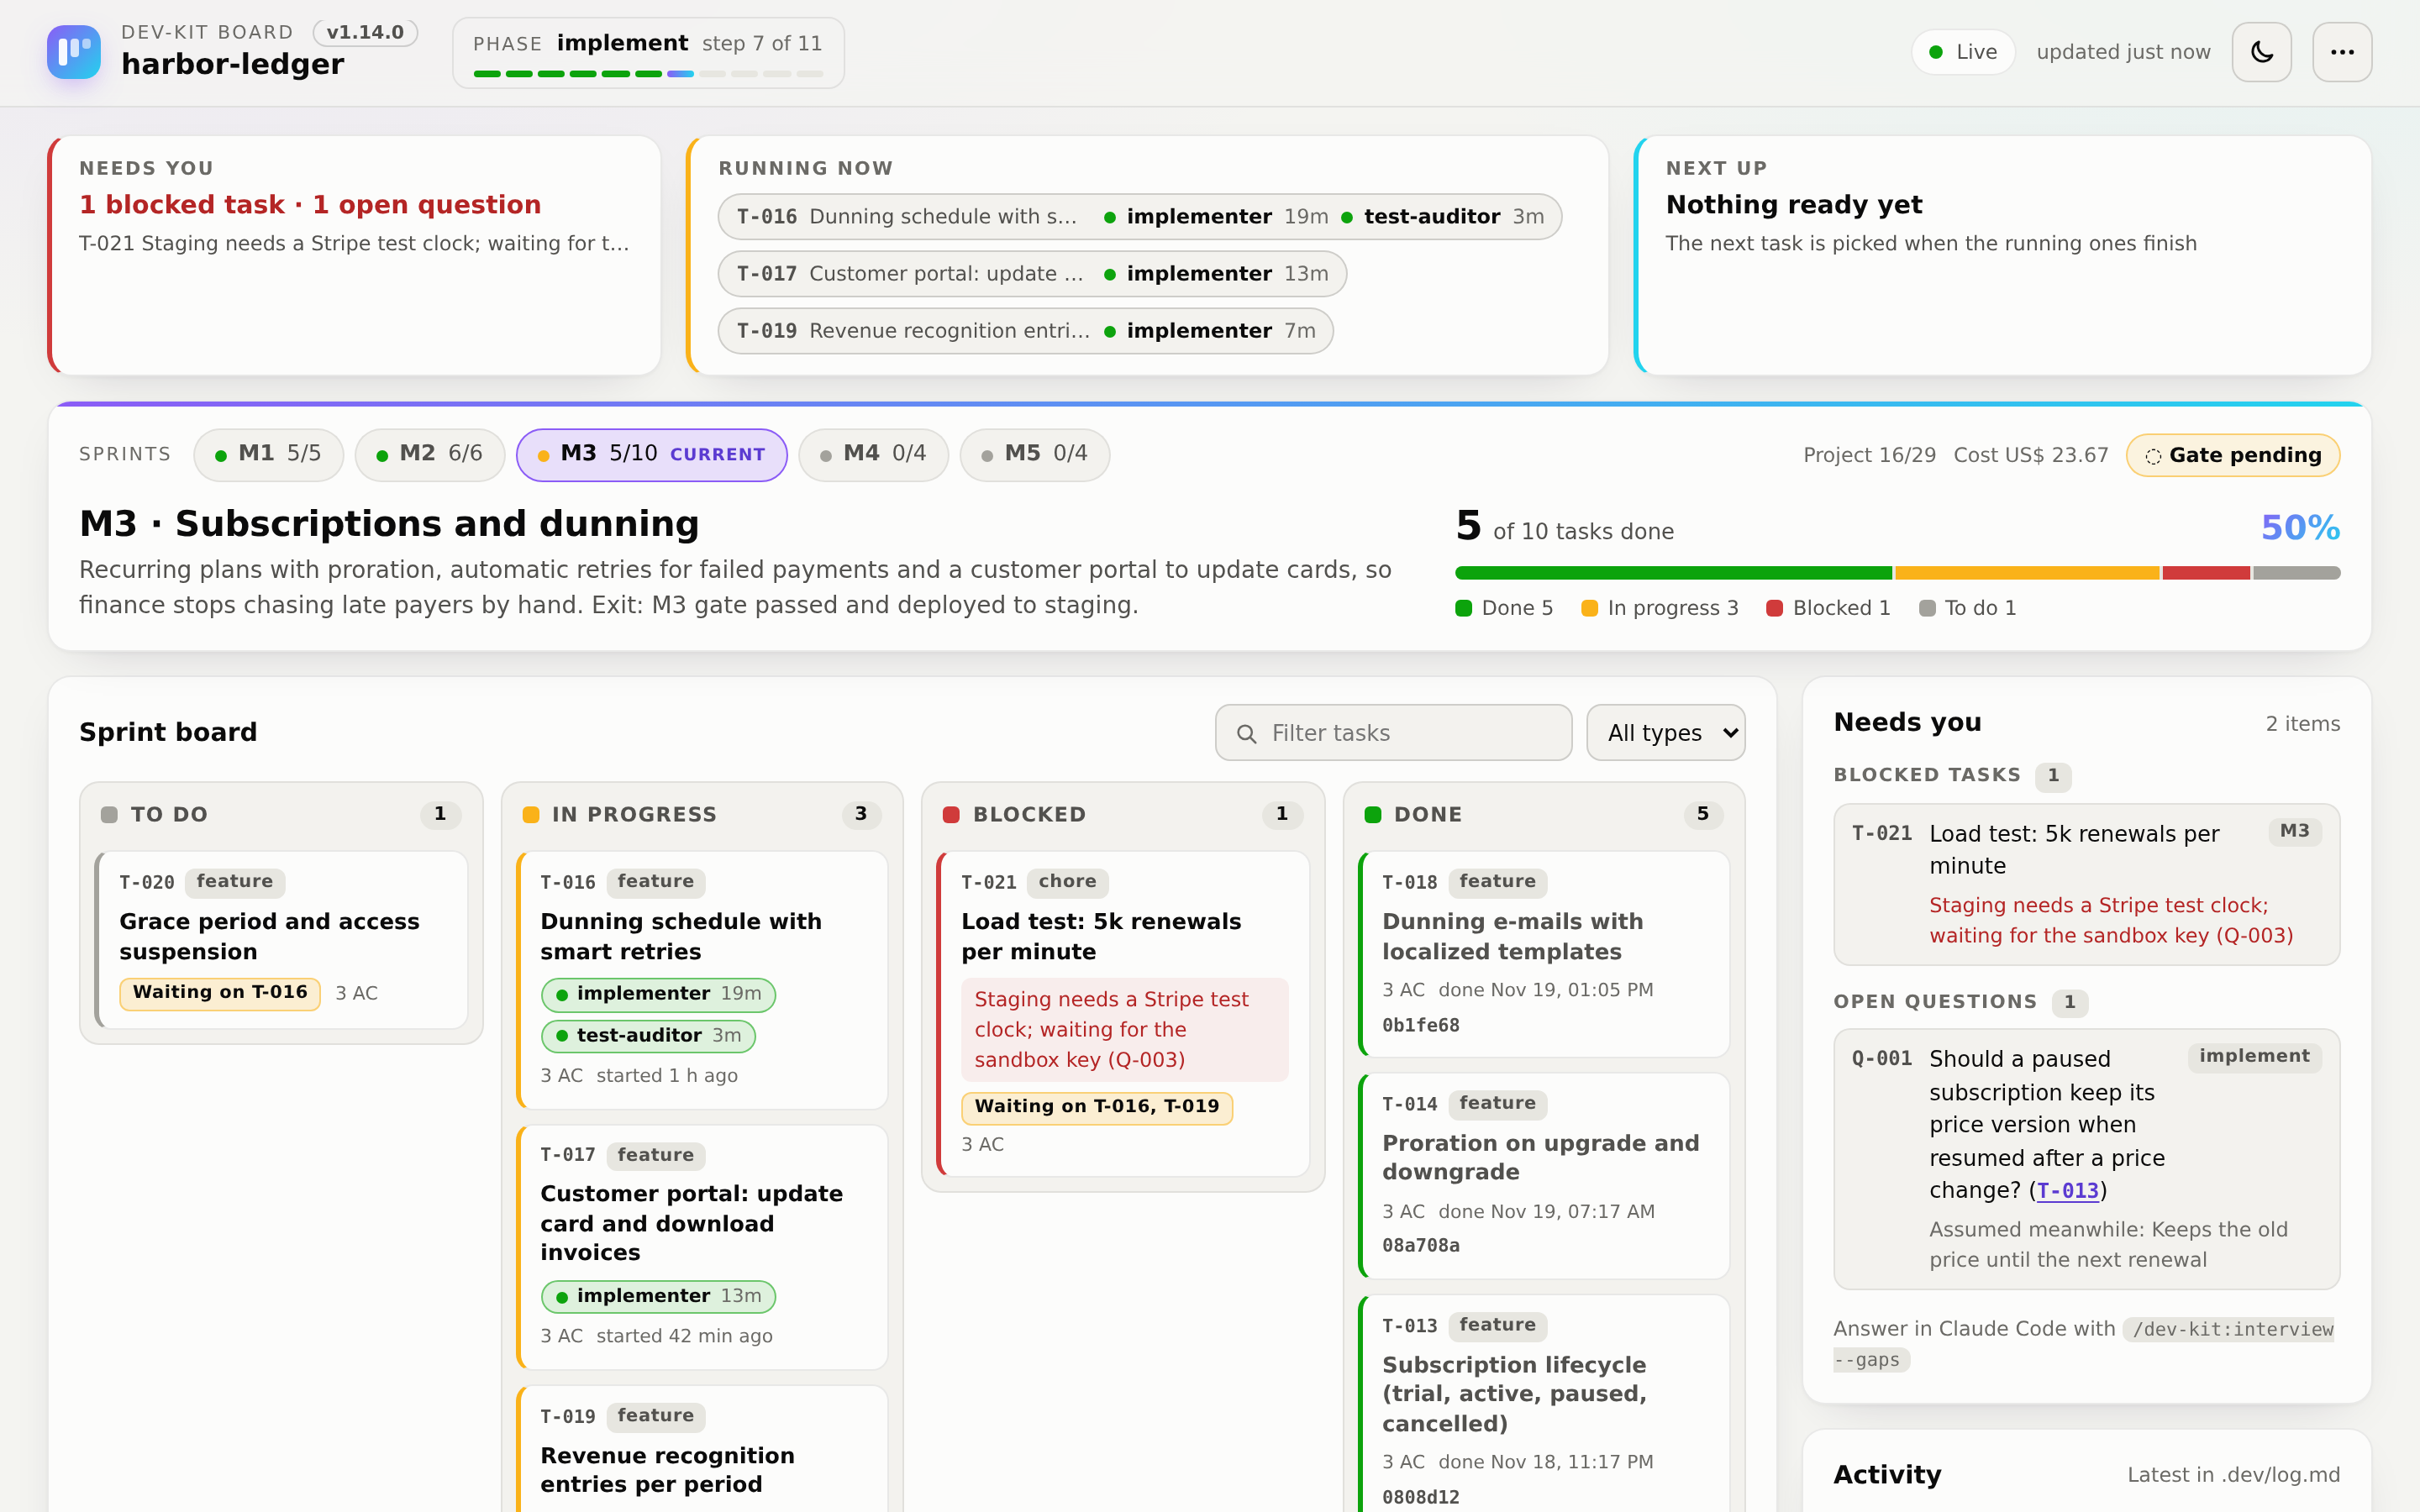 DEV-KIT BOARD v1.14.0
harbor-ledger
PHASE implement step 7 of 11
Live updated just now
NEEDS YOU
1 blocked task · 1 open question
T-021 Staging needs a Stripe test clock; waiting for t…
RUNNING NOW
T-016 Dunning schedule with s… implementer 19m test-auditor 3m
T-017 Customer portal: update … implementer 13m
T-019 Revenue recognition entri… implementer 7m
NEXT UP
Nothing ready yet
The next task is picked when the running ones finish
SPRINTS M1 5/5 M2 6/6 M3 5/10 CURRENT M4 0/4 M5 0/4
Project 16/29 Cost US$ 23.67 Gate pending
M3 · Subscriptions and dunning
Recurring plans with proration, automatic retries for failed payments and a customer portal to update cards, so
finance stops chasing late payers by hand. Exit: M3 gate passed and deployed to staging.
5 of 10 tasks done 50%
Done 5 In progress 3 Blocked 1 To do 1
Sprint board
Filter tasks
All types
TO DO 1
T-020 feature
Grace period and access
suspension
Waiting on T-016 3 AC
IN PROGRESS 3
T-016 feature
Dunning schedule with
smart retries
implementer 19m
test-auditor 3m
3 AC started 1 h ago
T-017 feature
Customer portal: update
card and download
invoices
implementer 13m
3 AC started 42 min ago
T-019 feature
Revenue recognition
entries per period
BLOCKED 1
T-021 chore
Load test: 5k renewals
per minute
Staging needs a Stripe test
clock; waiting for the
sandbox key (Q-003)
Waiting on T-016, T-019
3 AC
DONE 5
T-018 feature
Dunning e-mails with
localized templates
3 AC done Nov 19, 01:05 PM
0b1fe68
T-014 feature
Proration on upgrade and
downgrade
3 AC done Nov 19, 07:17 AM
08a708a
T-013 feature
Subscription lifecycle
(trial, active, paused,
cancelled)
3 AC done Nov 18, 11:17 PM
0808d12
Needs you 2 items
BLOCKED TASKS 1
T-021 Load test: 5k renewals per M3
minute
Staging needs a Stripe test clock;
waiting for the sandbox key (Q-003)
OPEN QUESTIONS 1
Q-001 Should a paused implement
subscription keep its
price version when
resumed after a price
change? (T-013)
Assumed meanwhile: Keeps the old
price until the next renewal
Answer in Claude Code with /dev-kit:interview
--gaps
Activity Latest in .dev/log.md